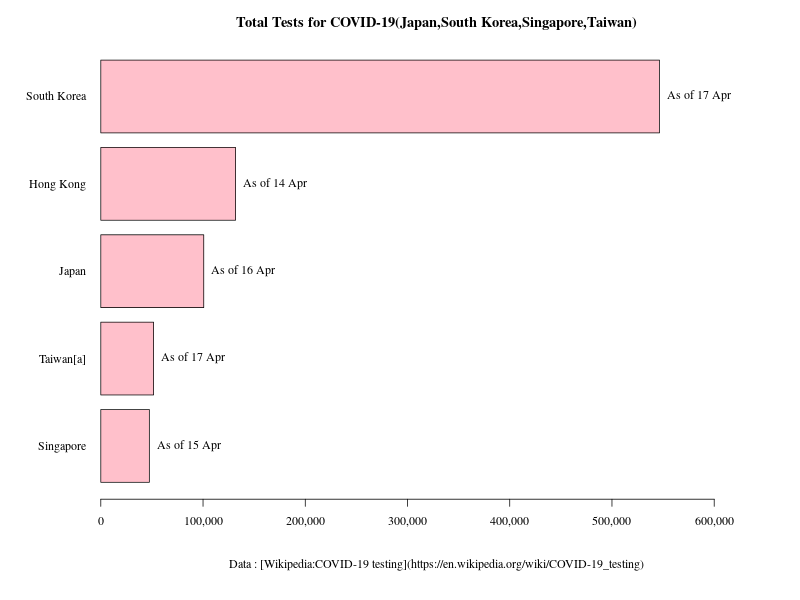 Total Tests for COVID-19(Japan,South Korea,Singapore,Taiwan)
South Korea As of 17 Apr
Hong Kong As of 14 Apr
Japan As of 16 Apr
Taiwan[a] As of 17 Apr
Singapore As of 15 Apr
0 100,000 200,000 300,000 400,000 500,000 600,000
Data : [Wikipedia:COVID-19 testing](https://en.wikipedia.org/wiki/COVID-19_testing)